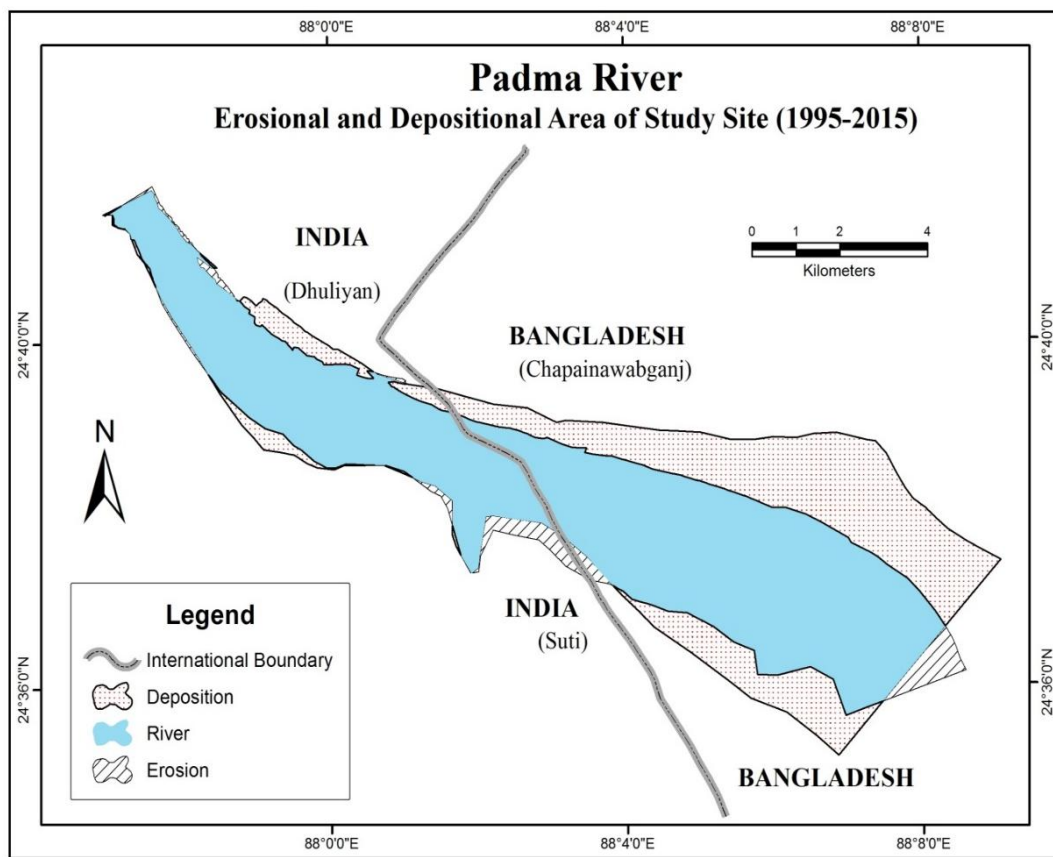 88°0'0"E
88°4'0"E
88°8'0"E
Padma River
Erosional and Depositional Area of Study Site (1995-2015)
INDIA
(Dhuliyan)
0 1 2 4
Kilometers
24°40'0"N
24°40'0"N
BANGLADESH
(Chapainawabganj)
N
INDIA
(Suti)
Legend
International Boundary
Deposition
River
Erosion
24°36'0"N
24°36'0"N
BANGLADESH
88°0'0"E
88°4'0"E
88°8'0"E